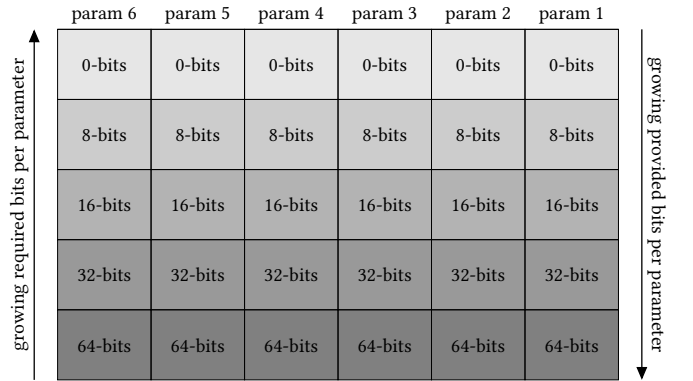 param 6 param 5 param 4 param 3 param 2 param 1
0-bits 0-bits 0-bits 0-bits 0-bits 0-bits
8-bits 8-bits 8-bits 8-bits 8-bits 8-bits
16-bits 16-bits 16-bits 16-bits 16-bits 16-bits
32-bits 32-bits 32-bits 32-bits 32-bits 32-bits
64-bits 64-bits 64-bits 64-bits 64-bits 64-bits
growing required bits per parameter
growing provided bits per parameter